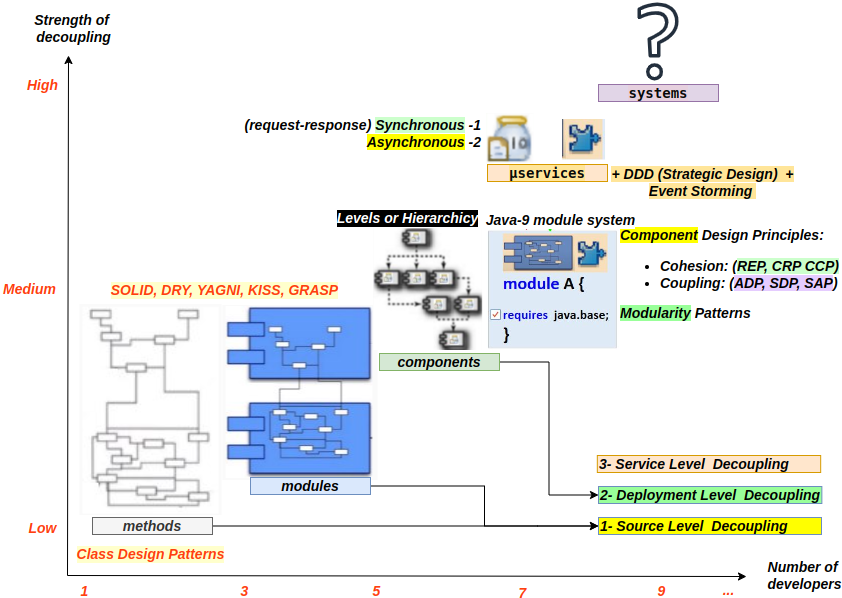 Strength of
decoupling
High
systems
(request-response) Synchronous -1
Asynchronous -2
µservices
+ DDD (Strategic Design) +
Event Storming
Levels or Hierarchicy
Java-9 module system
module A {
requires java.base;
}
Component Design Principles:
• Cohesion: (REP, CRP CCP)
• Coupling: (ADP, SDP, SAP)
Modularity Patterns
Medium
SOLID, DRY, YAGNI, KISS, GRASP
components
modules
methods
3- Service Level Decoupling
2- Deployment Level Decoupling
1- Source Level Decoupling
Low
Class Design Patterns
Number of
developers
1 3 5 7 9 ...